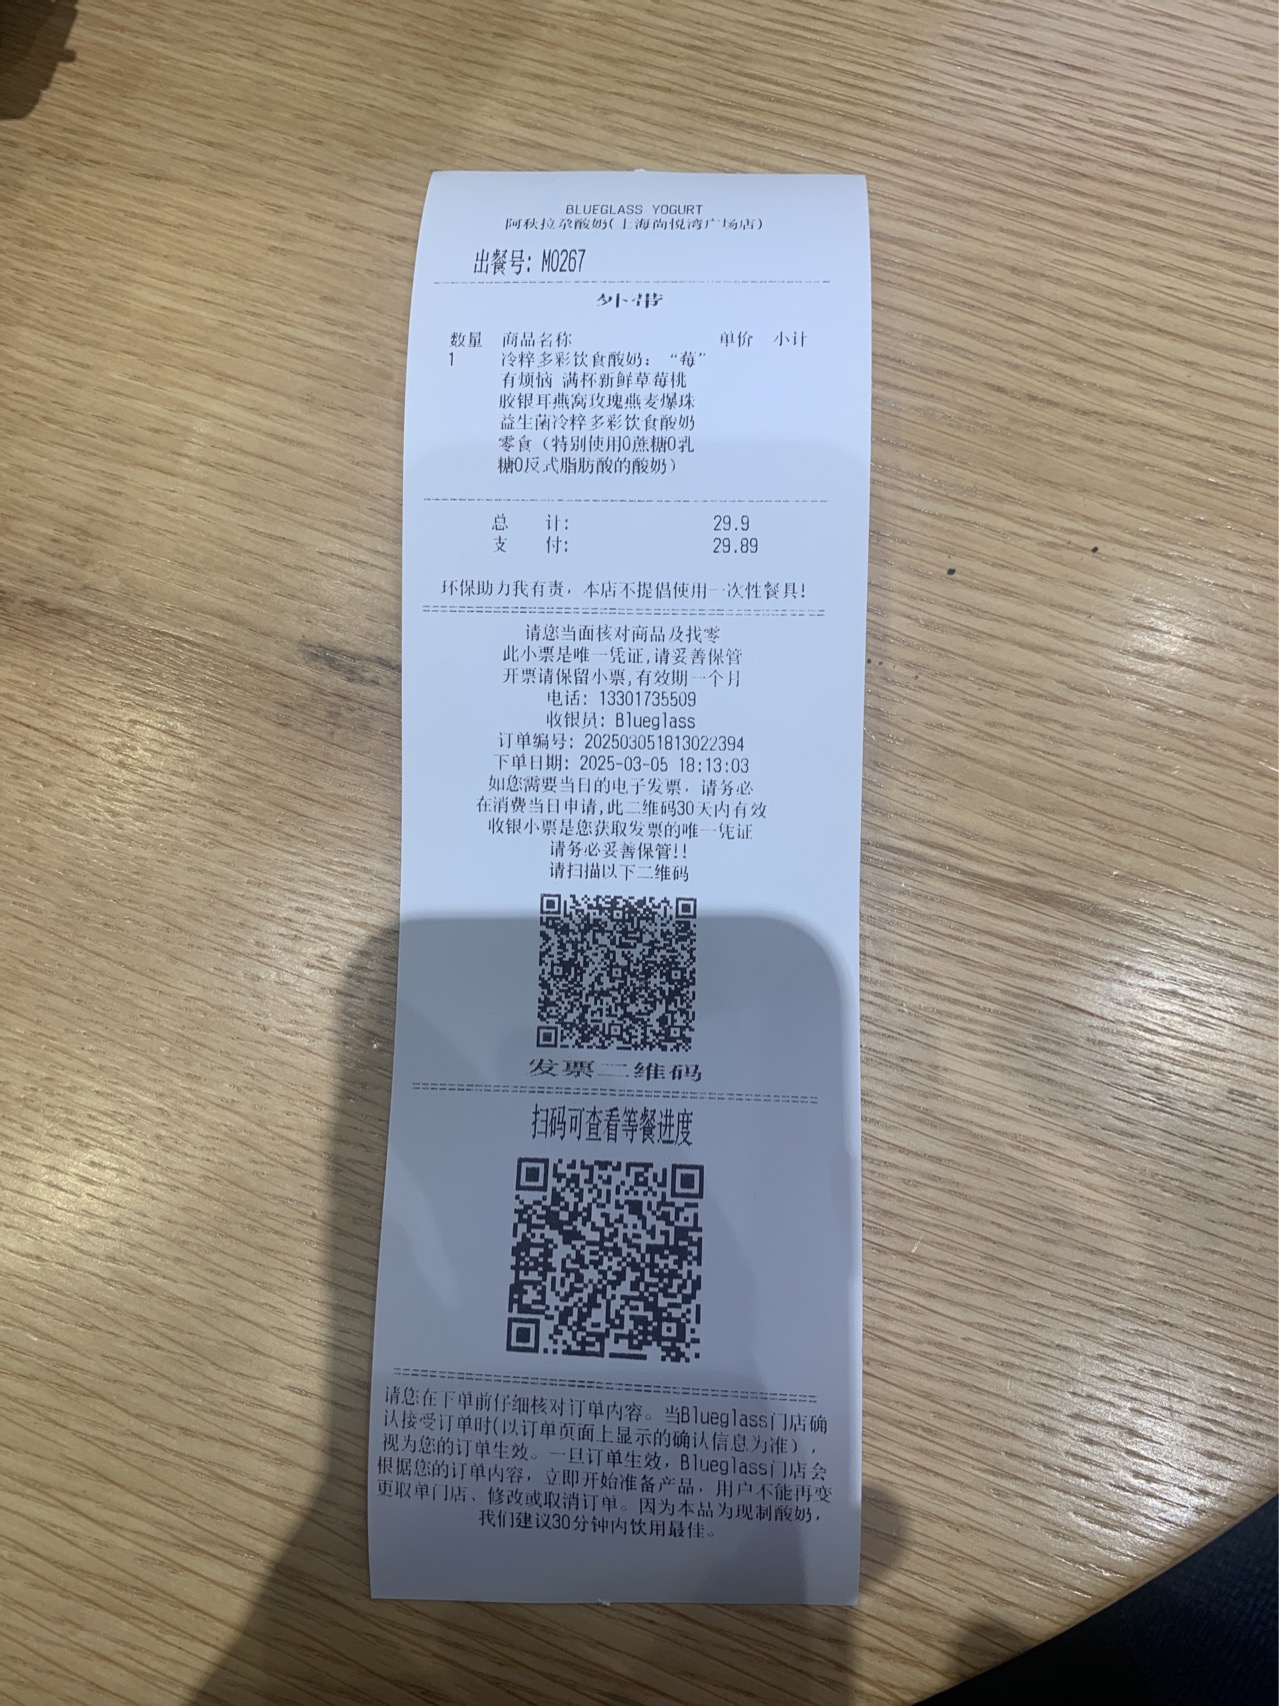 BLUEGLASS YOGURT
阿秋拉尕酸奶(上海尚悦湾广场店)
出餐号: M0267
外带
数量 商品名称 单价 小计
1 冷粹多彩饮食酸奶：“莓”
有烦恼 满杯新鲜草莓桃
胶银耳燕窝玫瑰燕麦爆珠
益生菌冷粹多彩饮食酸奶
零食（特别使用0蔗糖0乳
糖0反式脂肪酸的酸奶）
总 计: 29.9
支 付: 29.89
环保助力我有责，本店不提倡使用一次性餐具!
请您当面核对商品及找零
此小票是唯一凭证,请妥善保管
开票请保留小票,有效期一个月
电话: 13301735509
收银员: Blueglass
订单编号: 202503051813022394
下单日期: 2025-03-05 18:13:03
如您需要当日的电子发票，请务必
在消费当日申请,此二维码30天内有效
收银小票是您获取发票的唯一凭证
请务必妥善保管!!
请扫描以下二维码
发票二维码
扫码可查看等餐进度
请您在下单前仔细核对订单内容。当Blueglass门店确
认接受订单时(以订单页面上显示的确认信息为准)，
视为您的订单生效。一旦订单生效，Blueglass门店会
根据您的订单内容，立即开始准备产品，用户不能再变
更取单门店、修改或取消订单。因为本品为现制酸奶，
我们建议30分钟内饮用最佳。